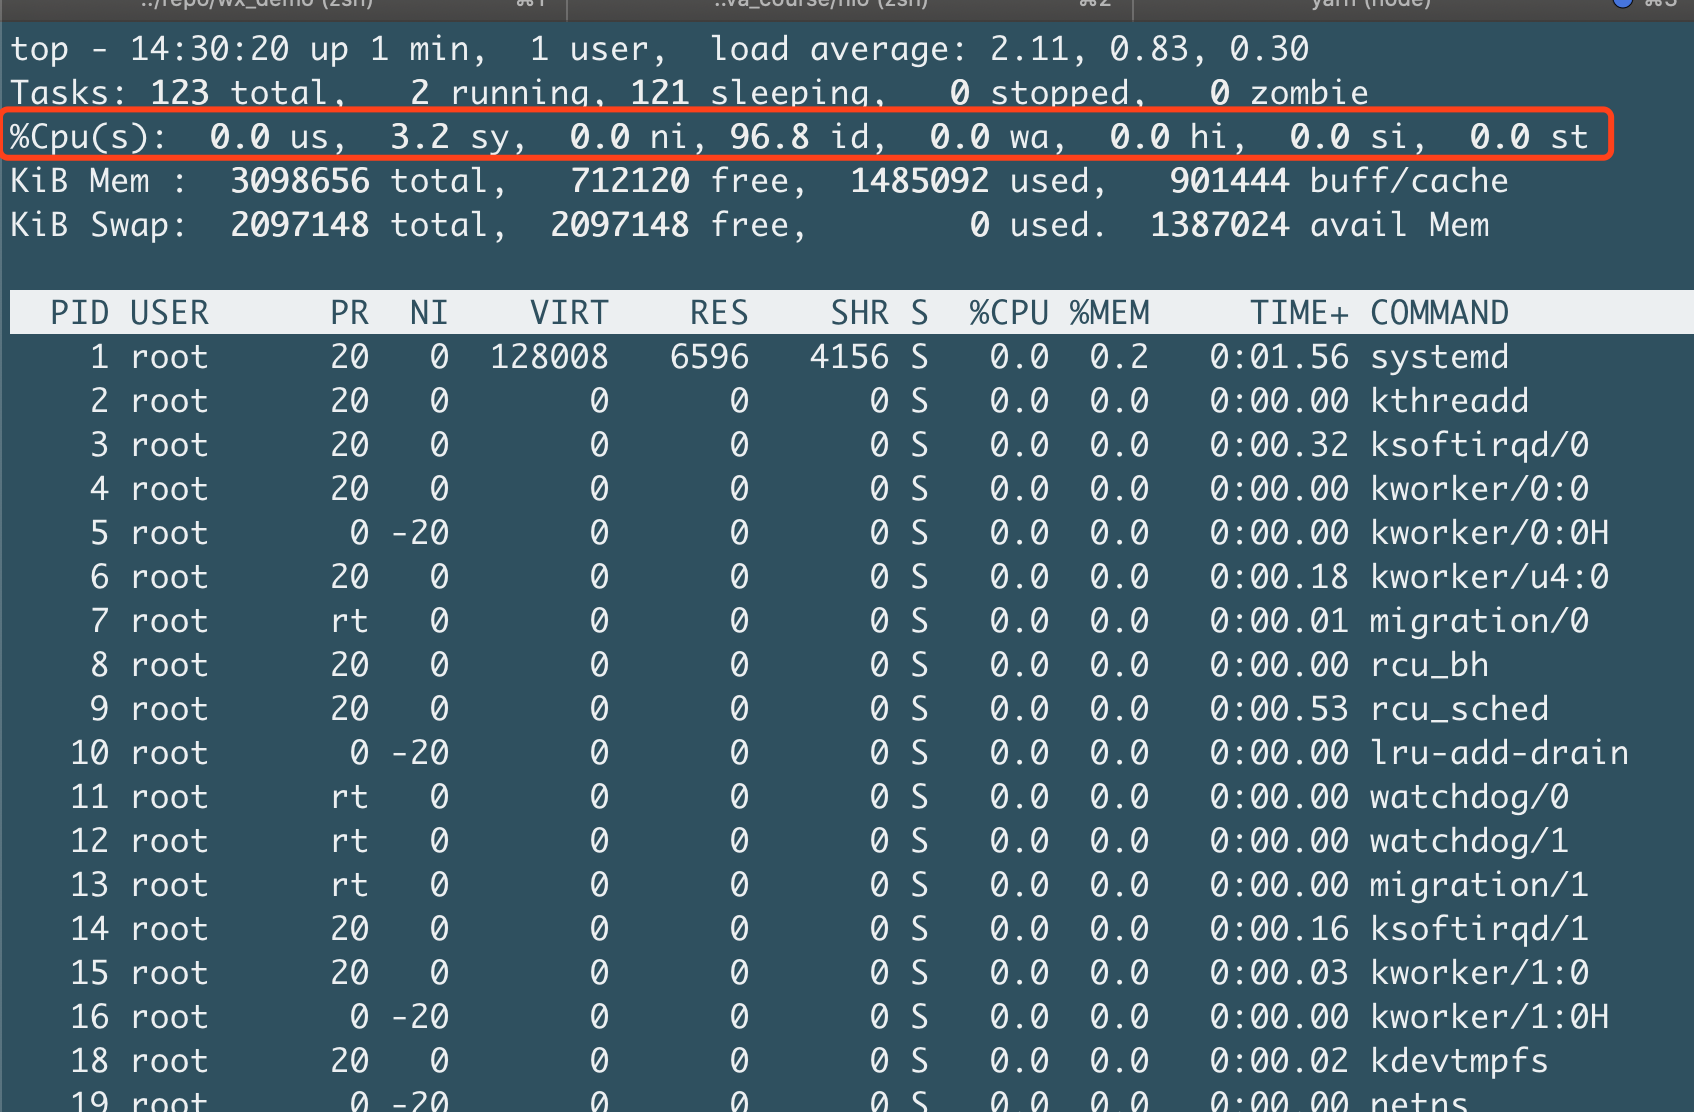 ../repo/wx_demo (zsh) ⌘1 ..va_course/nio (zsh) ⌘2 yarn (node) ⌘3
top - 14:30:20 up 1 min,  1 user,  load average: 2.11, 0.83, 0.30
Tasks: 123 total,   2 running, 121 sleeping,   0 stopped,   0 zombie
%Cpu(s):  0.0 us,  3.2 sy,  0.0 ni, 96.8 id,  0.0 wa,  0.0 hi,  0.0 si,  0.0 st
KiB Mem :  3098656 total,   712120 free,  1485092 used,   901444 buff/cache
KiB Swap:  2097148 total,  2097148 free,        0 used.  1387024 avail Mem
PID USER PR NI VIRT RES SHR S %CPU %MEM TIME+ COMMAND
1 root 20 0 128008 6596 4156 S 0.0 0.2 0:01.56 systemd
2 root 20 0 0 0 0 S 0.0 0.0 0:00.00 kthreadd
3 root 20 0 0 0 0 S 0.0 0.0 0:00.32 ksoftirqd/0
4 root 20 0 0 0 0 S 0.0 0.0 0:00.00 kworker/0:0
5 root 0 -20 0 0 0 S 0.0 0.0 0:00.00 kworker/0:0H
6 root 20 0 0 0 0 S 0.0 0.0 0:00.18 kworker/u4:0
7 root rt 0 0 0 0 S 0.0 0.0 0:00.01 migration/0
8 root 20 0 0 0 0 S 0.0 0.0 0:00.00 rcu_bh
9 root 20 0 0 0 0 S 0.0 0.0 0:00.53 rcu_sched
10 root 0 -20 0 0 0 S 0.0 0.0 0:00.00 lru-add-drain
11 root rt 0 0 0 0 S 0.0 0.0 0:00.00 watchdog/0
12 root rt 0 0 0 0 S 0.0 0.0 0:00.00 watchdog/1
13 root rt 0 0 0 0 S 0.0 0.0 0:00.00 migration/1
14 root 20 0 0 0 0 S 0.0 0.0 0:00.16 ksoftirqd/1
15 root 20 0 0 0 0 S 0.0 0.0 0:00.03 kworker/1:0
16 root 0 -20 0 0 0 S 0.0 0.0 0:00.00 kworker/1:0H
18 root 20 0 0 0 0 S 0.0 0.0 0:00.02 kdevtmpfs
19 root 0 -20 0 0 0 S 0.0 0.0 0:00.00 netns